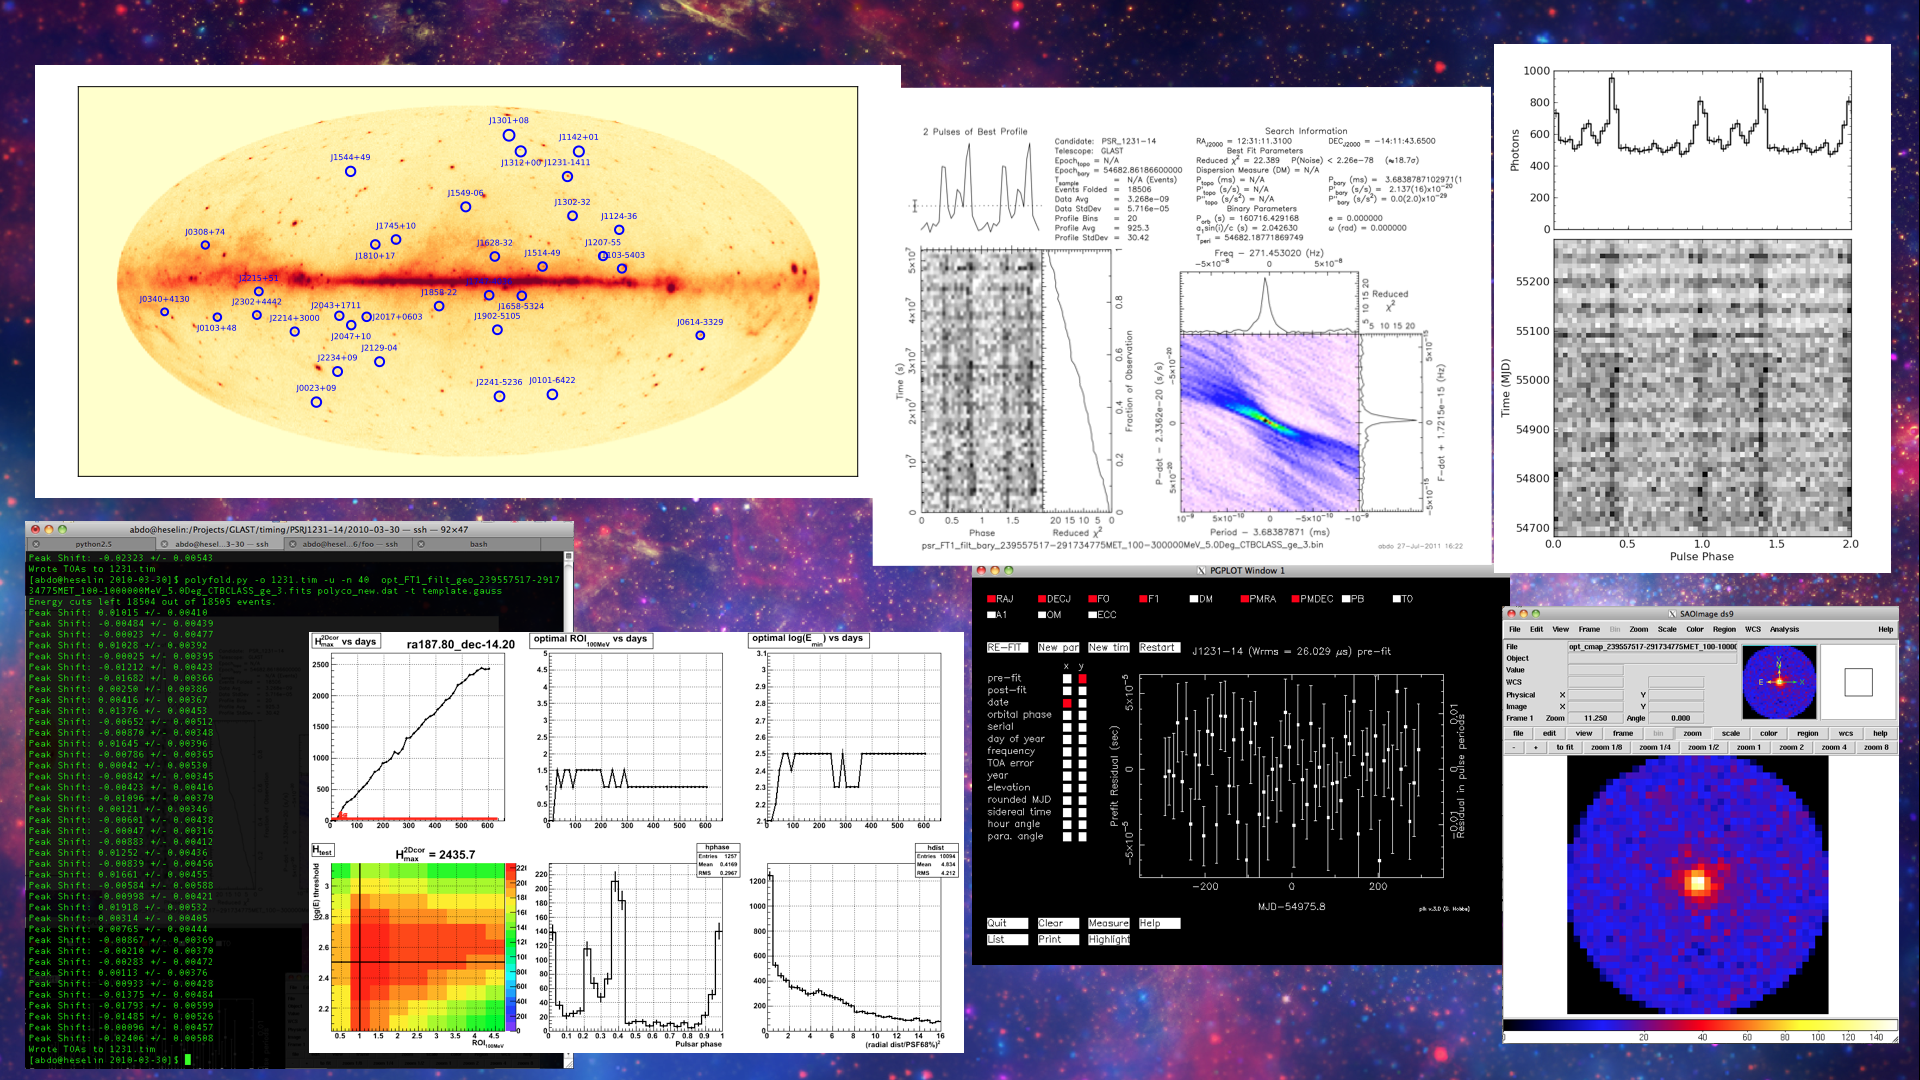 J1301+08
J1142+01
J1312+00
J1231-1411
J1544+49
J1549-06
J1302-32
J1124-36
J0308+74
J1745+10
J1810+17
J1628-32
J1207-55
J1514-49
J2215+51
J0340+4130
J2302+4442
J0103+48
J2214+3000
J2043+1711
J2047+10
J2017+0603
J1858-22
J1658-5324
J1902-5105
J0614-3329
J2129-04
J2234+09
J0023+09
J2241-5236
J0101-6422
2 Pulses of Best Profile
Search Information
Candidate: PSR_1231-14
Telescope: GLAST
Epoch topo = N/A
Epoch bary = 54682.86186600000
T sample = N/A (Events)
Events Folded = 18506
Data Avg = 3.268e-09
Data StdDev = 5.716e-05
Profile Bins = 20
Profile Avg = 925.3
Profile StdDev = 30.42
RA J2000 = 12:31:11.3100 DEC J2000 = -14:11:43.6500
Best Fit Parameters
Reduced χ² = 22.389 P(Noise) < 2.26e-78 (≈18.7σ)
Dispersion Measure (DM) = N/A
P topo (ms) = N/A P bary (ms) = 3.6838787102971(1
P' topo (s/s) = N/A P' bary (s/s) = 2.137(16)x10⁻²⁰
P'' topo (s/s²) = N/A P'' bary (s/s²) = 0.0(2.0)x10⁻²⁹
Binary Parameters
P orb (s) = 160716.429168 e = 0.000000
a₁sin(i)/c (s) = 2.042630 ω (rad) = 0.000000
T peri = 54682.18771869749
Freq - 271.453020 (Hz)
Reduced χ²
Time (s)
Fraction of Observation
Phase
Reduced χ²
P-dot - 2.3362e-20 (s/s)
F-dot + 1.7215e-15 (Hz)
Period - 3.68387871 (ms)
psr_FT1_filt_bary_239557517-291734775MET_100-300000MeV_5.0Deg_CTBCLASS_ge_3.bin
abdo 27-Jul-2011 16:22
Photons
1000
800
600
400
200
0
Time (MJD)
55200
55100
55000
54900
54800
54700
0.0 0.5 1.0 1.5 2.0
Pulse Phase
abdo@heselin:/Projects/GLAST/timing/PSRJ1231-14/2010-03-30 — ssh — 92×47
python2.5 abdo@hesel...3-30 — ssh abdo@hesel...6/foo — ssh bash
Peak Shift: -0.02323 +/- 0.00543
Wrote TOAs to 1231.tim
[abdo@heselin 2010-03-30]$ polyfold.py -o 1231.tim -u -n 40 opt_FT1_filt_geo_239557517-2917
34775MET_100-1000000MeV_5.0Deg_CTBCLASS_ge_3.fits polyco_new.dat -t template.gauss
Energy cuts left 18504 out of 18505 events.
Peak Shift: 0.01015 +/- 0.00410
Peak Shift: -0.00484 +/- 0.00439
Peak Shift: -0.00023 +/- 0.00477
Peak Shift: 0.01028 +/- 0.00392
Peak Shift: -0.00025 +/- 0.00395
Peak Shift: -0.01212 +/- 0.00423
Peak Shift: -0.01682 +/- 0.00366
Peak Shift: 0.00250 +/- 0.00386
Peak Shift: 0.00416 +/- 0.00367
Peak Shift: 0.01376 +/- 0.00453
Peak Shift: -0.00652 +/- 0.00512
Peak Shift: -0.00870 +/- 0.00348
Peak Shift: 0.01645 +/- 0.00396
Peak Shift: -0.00786 +/- 0.00365
Peak Shift: 0.00042 +/- 0.00530
Peak Shift: -0.00842 +/- 0.00345
Peak Shift: -0.00423 +/- 0.00416
Peak Shift: -0.01096 +/- 0.00379
Peak Shift: 0.00121 +/- 0.00346
Peak Shift: -0.00601 +/- 0.00438
Peak Shift: -0.00047 +/- 0.00316
Peak Shift: -0.00883 +/- 0.00412
Peak Shift: 0.01252 +/- 0.00436
Peak Shift: -0.00839 +/- 0.00456
Peak Shift: 0.01661 +/- 0.00455
Peak Shift: -0.00584 +/- 0.00588
Peak Shift: -0.00998 +/- 0.00421
Peak Shift: 0.01918 +/- 0.00532
Peak Shift: 0.00314 +/- 0.00405
Peak Shift: 0.00765 +/- 0.00444
Peak Shift: -0.00867 +/- 0.00369
Peak Shift: -0.00210 +/- 0.00370
Peak Shift: -0.00283 +/- 0.00472
Peak Shift: 0.00113 +/- 0.00376
Peak Shift: -0.00933 +/- 0.00428
Peak Shift: -0.01375 +/- 0.00484
Peak Shift: -0.01793 +/- 0.00599
Peak Shift: -0.01485 +/- 0.00526
Peak Shift: -0.00096 +/- 0.00457
Peak Shift: -0.02406 +/- 0.00508
Wrote TOAs to 1231.tim
[abdo@heselin 2010-03-30]$
H 2Dcor max vs days
ra187.80_dec-14.20
optimal ROI 100MeV vs days
optimal log(E min) vs days
H test
H 2Dcor max = 2435.7
log(E) threshold
ROI 100MeV
hphase
Entries 1257
Mean 0.4169
RMS 0.2967
Pulsar phase
hdist
Entries 10094
Mean 4.834
RMS 4.212
(radial dist/PSF68%)²
PGPLOT Window 1
RAJ DECJ F0 F1 DM PMRA PMDEC PB T0
A1 OM ECC
RE-FIT New par New tim Restart
J1231-14 (Wrms = 26.029 μs) pre-fit
x y
pre-fit
post-fit
date
orbital phase
serial
day of year
frequency
TOA error
year
elevation
rounded MJD
sidereal time
hour angle
para. angle
Prefit Residual (sec)
Residual in pulse periods
-200 0 200
MJD-54975.8
plk v.3.0 (G. Hobbs)
Quit Clear Measure Help
List Print Highlight
SAOImage ds9
File Edit View Frame Bin Zoom Scale Color Region WCS Analysis Help
File opt_cmap_239557517-291734775MET_100-1000
Object
Value
WCS
Physical X Y
Image X Y
Frame 1 Zoom 11.250 Angle 0.000
N
E X
file edit view frame bin zoom scale color region wcs help
- + to fit zoom 1/8 zoom 1/4 zoom 1/2 zoom 1 zoom 2 zoom 4 zoom 8
20 40 60 80 100 120 140